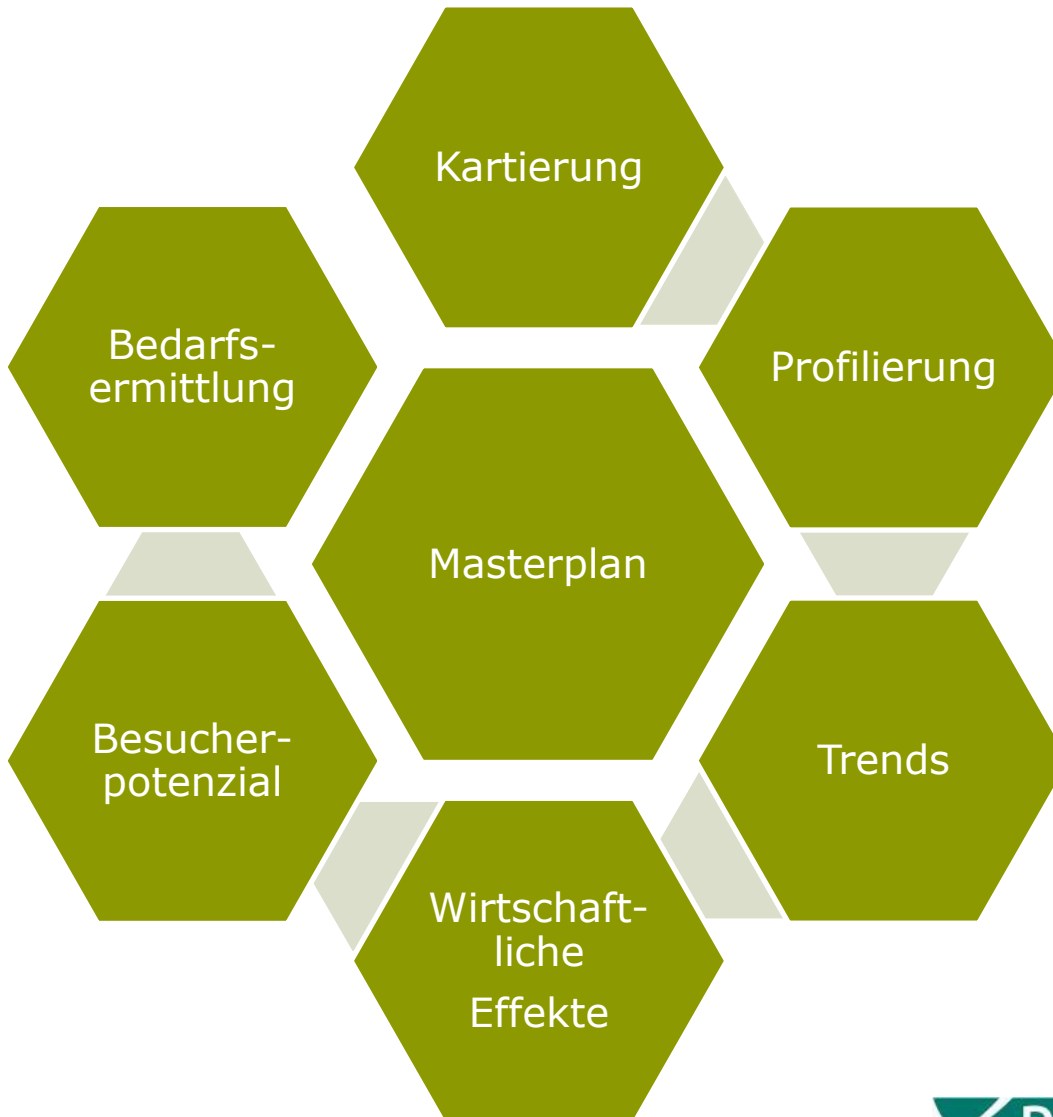 Kartierung
Profilierung
Trends
Wirtschaft-
liche
Effekte
Besucher-
potenzial
Bedarfs-
ermittlung
Masterplan